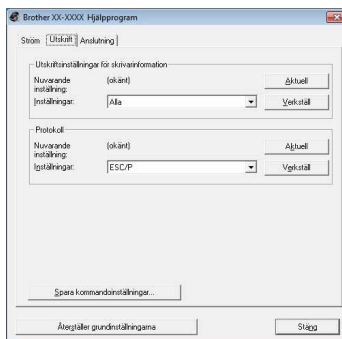 Brother XX-XXXX Hjälpprogram
Ström Utskrift Anslutning
Utskriftsinställningar för skrivarinformation
Nuvarande inställning: (okänt) Aktuell
Inställningar: Alla Verkställ
Protokoll
Nuvarande inställning: (okänt) Aktuell
Inställningar: ESC/P Verkställ
Spara kommandoinställningar...
Återställer grundinställningarna Stäng